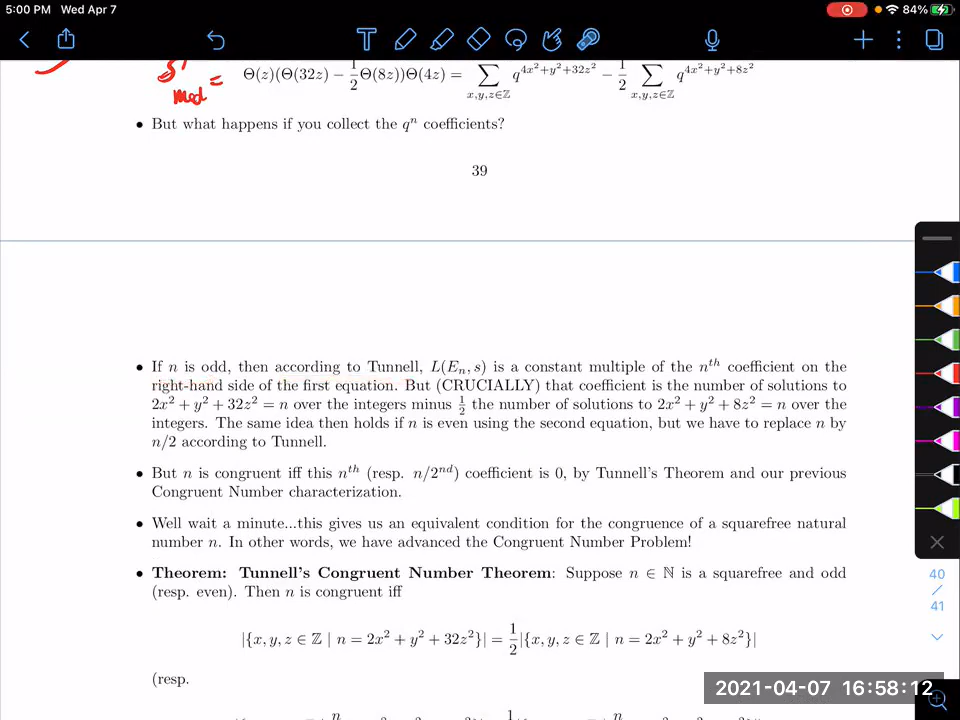 5:00 PM Wed Apr 7
84%
mod =
Θ(z)(Θ(32z) − 1/2 Θ(8z))Θ(4z) = ∑_{x,y,z∈ℤ} q^{4x²+y²+32z²} − 1/2 ∑_{x,y,z∈ℤ} q^{4x²+y²+8z²}
• But what happens if you collect the qⁿ coefficients?
39
• If n is odd, then according to Tunnell, L(Eₙ, s) is a constant multiple of the nᵗʰ coefficient on the
right-hand side of the first equation. But (CRUCIALLY) that coefficient is the number of solutions to
2x² + y² + 32z² = n over the integers minus 1/2 the number of solutions to 2x² + y² + 8z² = n over the
integers. The same idea then holds if n is even using the second equation, but we have to replace n by
n/2 according to Tunnell.
• But n is congruent iff this nᵗʰ (resp. n/2ⁿᵈ) coefficient is 0, by Tunnell's Theorem and our previous
Congruent Number characterization.
• Well wait a minute...this gives us an equivalent condition for the congruence of a squarefree natural
number n. In other words, we have advanced the Congruent Number Problem!
• Theorem: Tunnell's Congruent Number Theorem: Suppose n ∈ ℕ is a squarefree and odd
(resp. even). Then n is congruent iff
|{x, y, z ∈ ℤ | n = 2x² + y² + 32z²}| = 1/2 |{x, y, z ∈ ℤ | n = 2x² + y² + 8z²}|
(resp.
40
/
41
2021-04-07 16:58:12